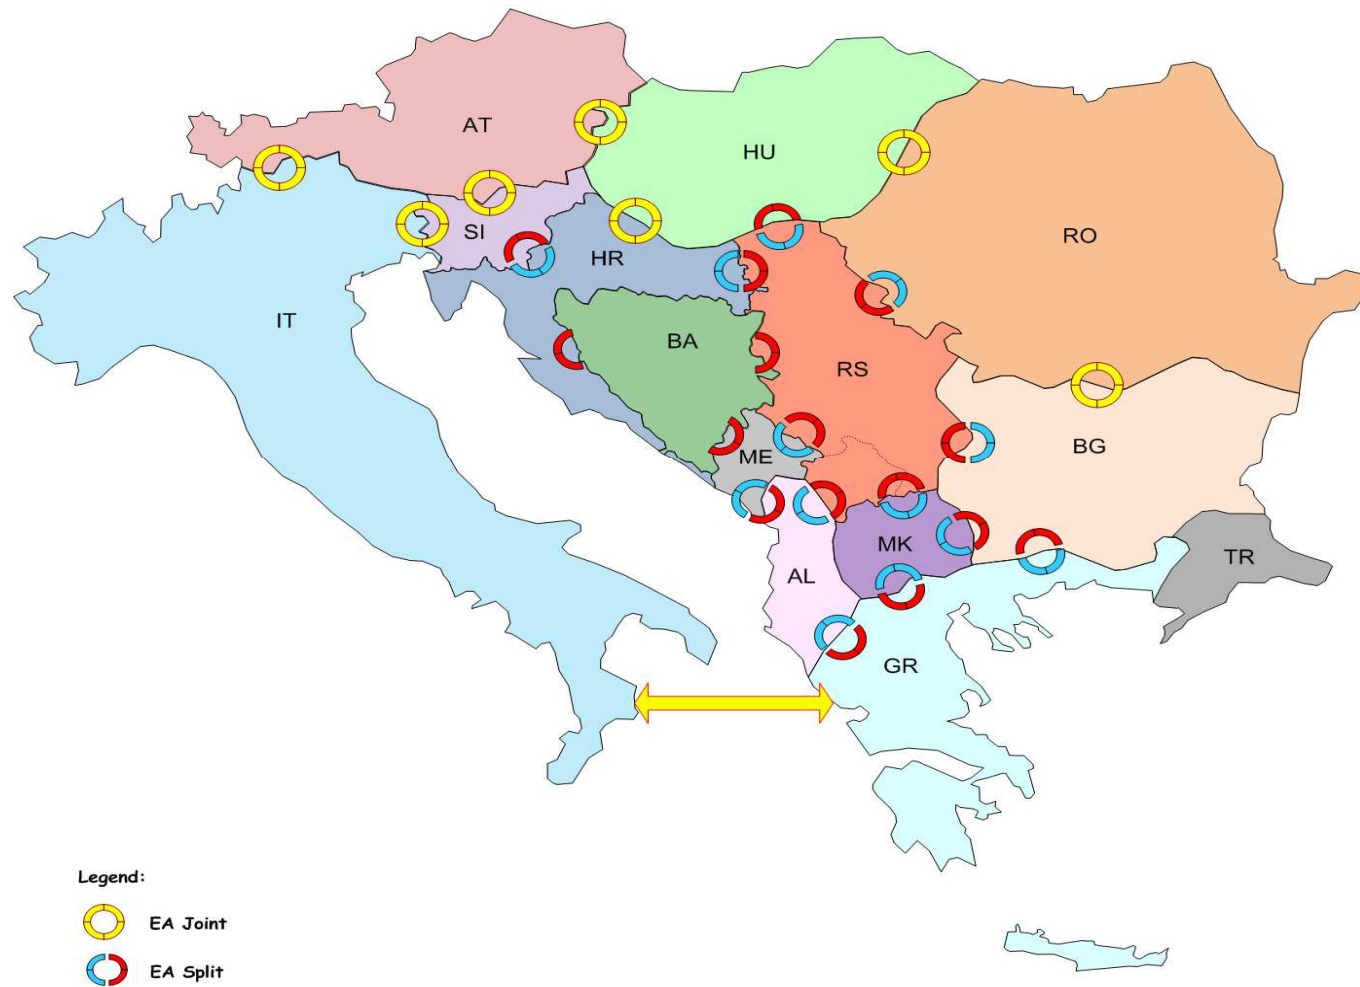 AT
HU
SI
HR
RO
IT
BA
RS
ME
BG
MK
AL
TR
GR
Legend:
EA Joint
EA Split